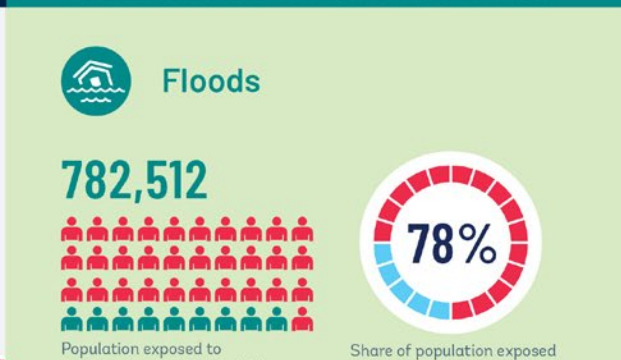 Floods
782,512
78%
Population exposed to
Share of population exposed